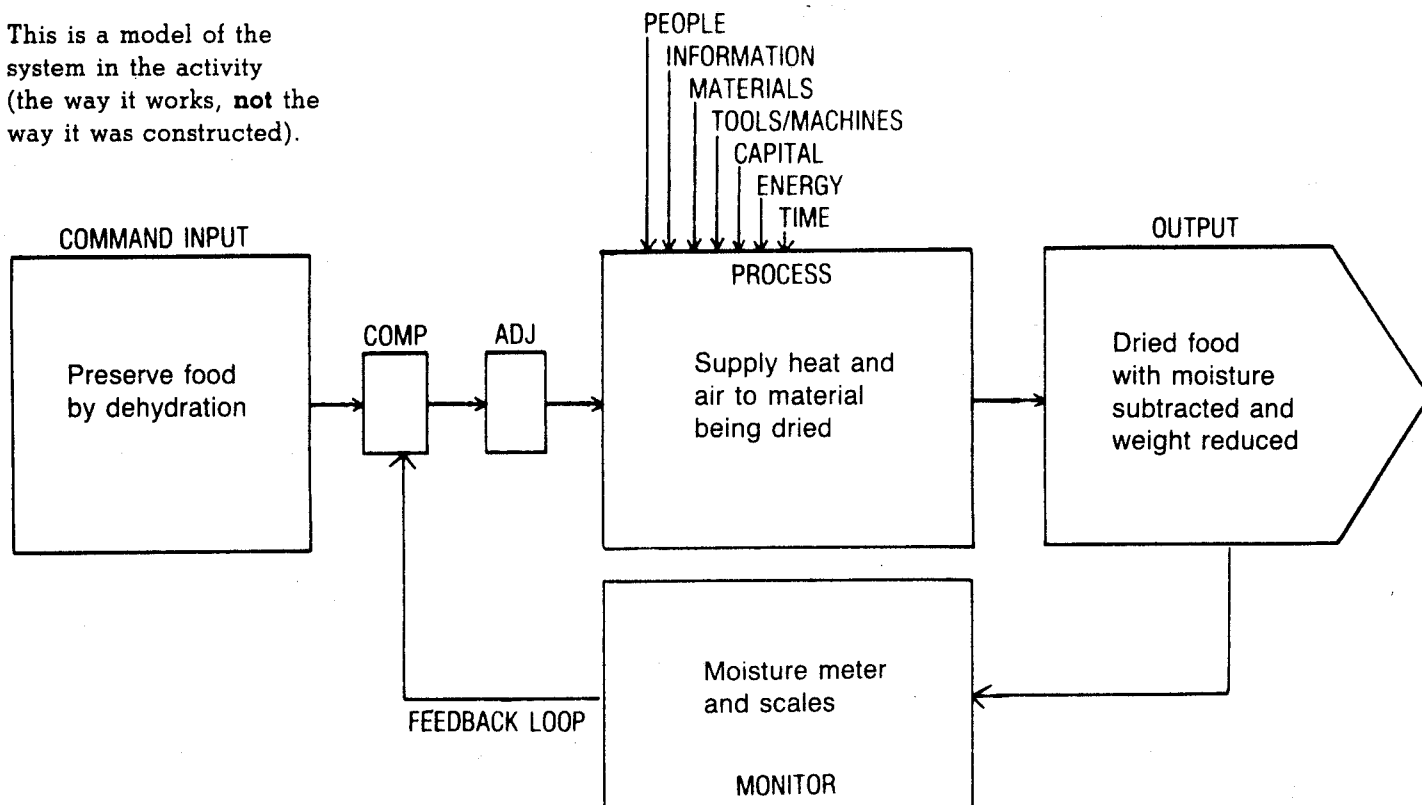 This is a model of the
system in the activity
(the way it works, not the
way it was constructed).
PEOPLE
INFORMATION
MATERIALS
TOOLS/MACHINES
CAPITAL
ENERGY
TIME
COMMAND INPUT
Preserve food
by dehydration
COMP
ADJ
PROCESS
Supply heat and
air to material
being dried
OUTPUT
Dried food
with moisture
subtracted and
weight reduced
FEEDBACK LOOP
Moisture meter
and scales
MONITOR